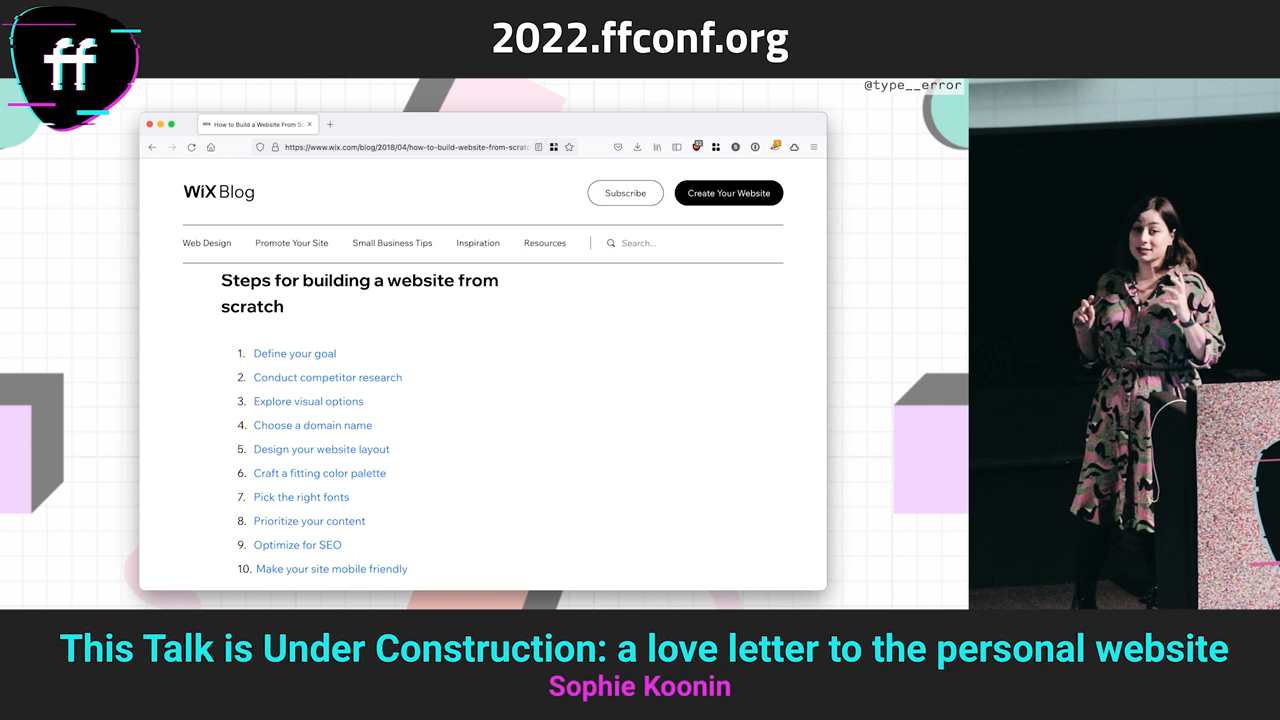 2022.ffconf.org
ff
@type__error
WiX How to Build a Website From Sc
https://www.wix.com/blog/2018/04/how-to-build-website-from-scratc
WiX Blog
Subscribe
Create Your Website
Web Design
Promote Your Site
Small Business Tips
Inspiration
Resources
Search...
Steps for building a website from
scratch
1. Define your goal
2. Conduct competitor research
3. Explore visual options
4. Choose a domain name
5. Design your website layout
6. Craft a fitting color palette
7. Pick the right fonts
8. Prioritize your content
9. Optimize for SEO
10. Make your site mobile friendly
This Talk is Under Construction: a love letter to the personal website
Sophie Koonin